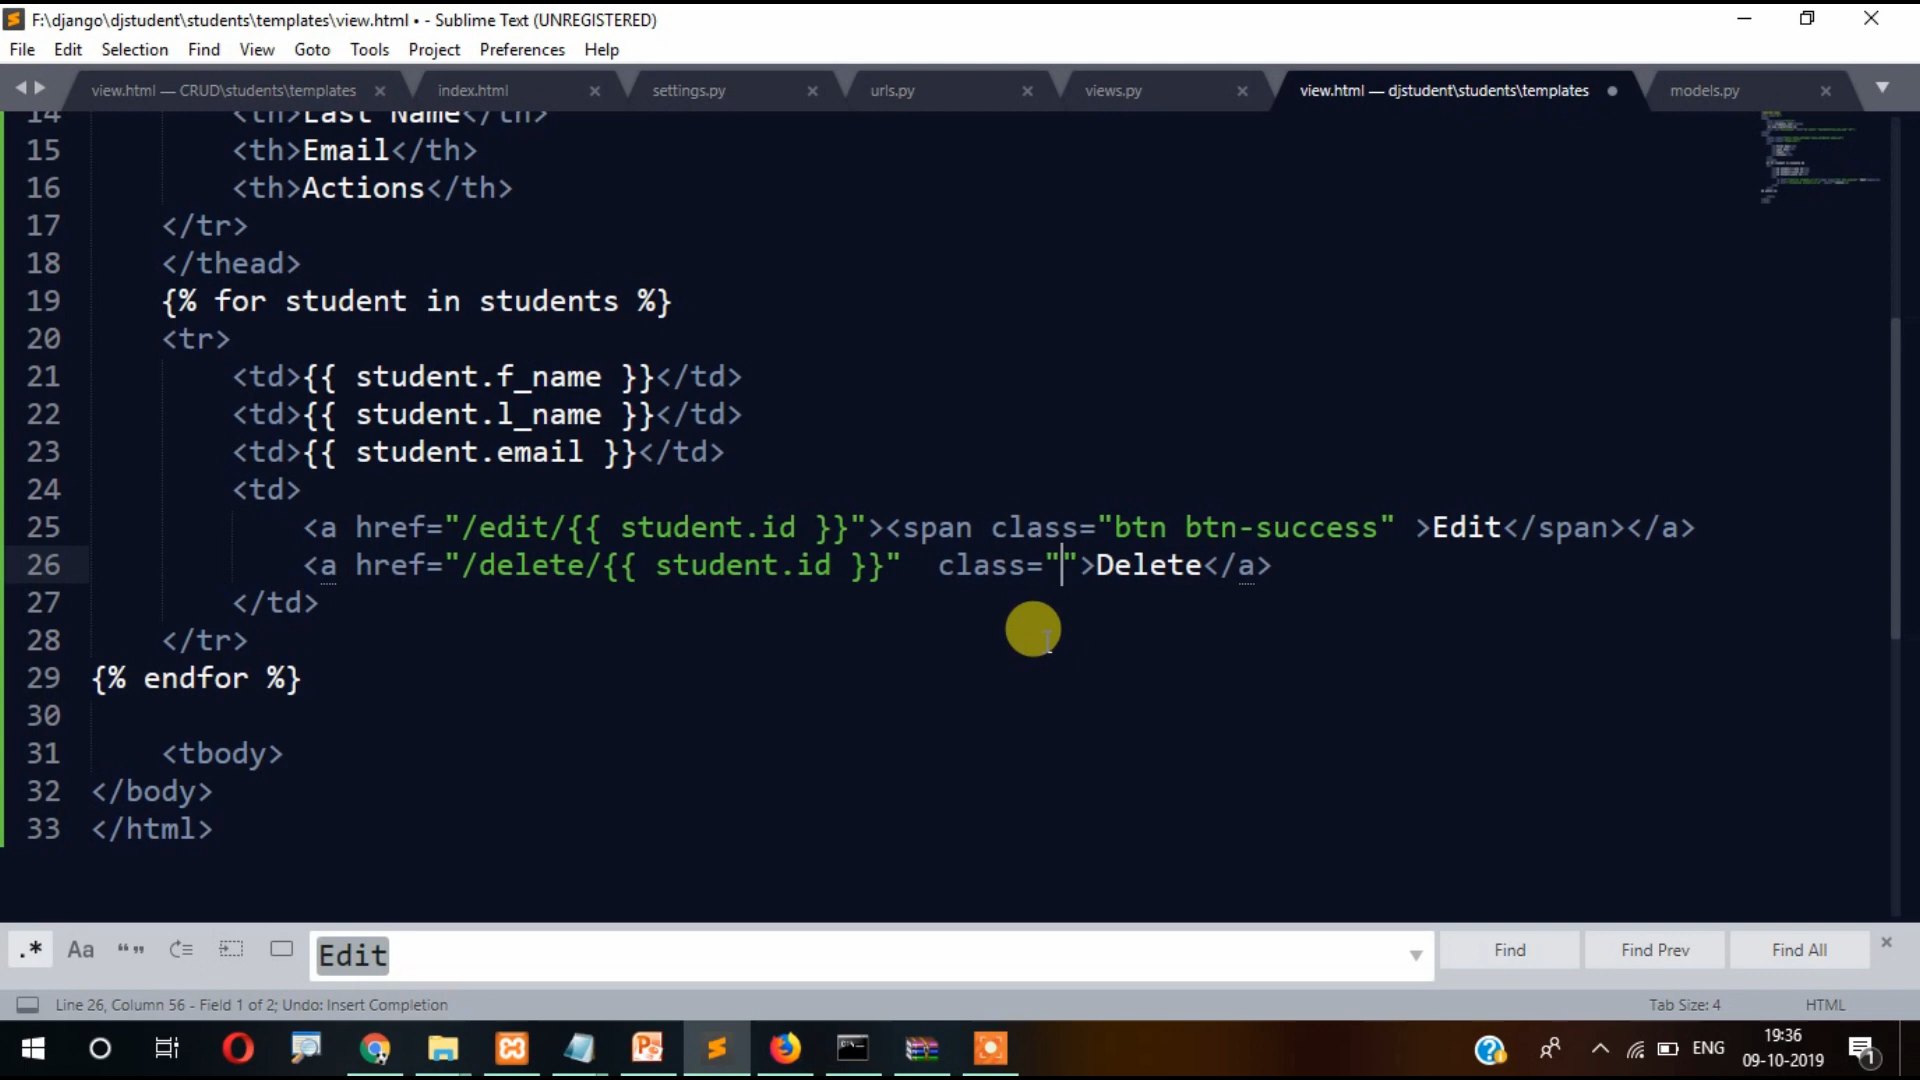 F:\django\djstudent\students\templates\view.html • - Sublime Text (UNREGISTERED)
File Edit Selection Find View Goto Tools Project Preferences Help
view.html — CRUD\students\templates index.html settings.py urls.py views.py view.html — djstudent\students\templates models.py
14 <th>Last Name</th>
15 <th>Email</th>
16 <th>Actions</th>
17 </tr>
18 </thead>
19 {% for student in students %}
20 <tr>
21 <td>{{ student.f_name }}</td>
22 <td>{{ student.l_name }}</td>
23 <td>{{ student.email }}</td>
24 <td>
25 <a href="/edit/{{ student.id }}"><span class="btn btn-success" >Edit</span></a>
26 <a href="/delete/{{ student.id }}"  class="">Delete</a>
27 </td>
28 </tr>
29 {% endfor %}
30
31 <tbody>
32 </body>
33 </html>
.* Aa “” Edit Find Find Prev Find All
Line 26, Column 56 - Field 1 of 2; Undo: Insert Completion Tab Size: 4 HTML
ENG 19:36
09-10-2019 1